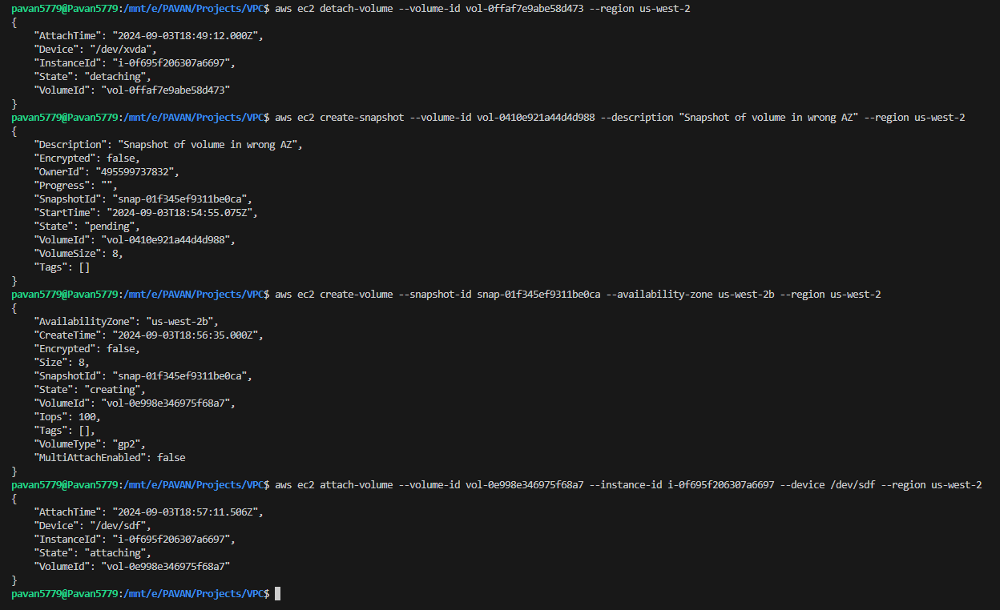 pavan5779@Pavan5779:/mnt/e/PAVAN/Projects/VPC$ aws ec2 detach-volume --volume-id vol-0ffaf7e9abe58d473 --region us-west-2
{
    "AttachTime": "2024-09-03T18:49:12.000Z",
    "Device": "/dev/xvda",
    "InstanceId": "i-0f695f206307a6697",
    "State": "detaching",
    "VolumeId": "vol-0ffaf7e9abe58d473"
}
pavan5779@Pavan5779:/mnt/e/PAVAN/Projects/VPC$ aws ec2 create-snapshot --volume-id vol-0410e921a44d4d988 --description "Snapshot of volume in wrong AZ" --region us-west-2
{
    "Description": "Snapshot of volume in wrong AZ",
    "Encrypted": false,
    "OwnerId": "495599737832",
    "Progress": "",
    "SnapshotId": "snap-01f345ef9311be0ca",
    "StartTime": "2024-09-03T18:54:55.075Z",
    "State": "pending",
    "VolumeId": "vol-0410e921a44d4d988",
    "VolumeSize": 8,
    "Tags": []
}
pavan5779@Pavan5779:/mnt/e/PAVAN/Projects/VPC$ aws ec2 create-volume --snapshot-id snap-01f345ef9311be0ca --availability-zone us-west-2b --region us-west-2
{
    "AvailabilityZone": "us-west-2b",
    "CreateTime": "2024-09-03T18:56:35.000Z",
    "Encrypted": false,
    "Size": 8,
    "SnapshotId": "snap-01f345ef9311be0ca",
    "State": "creating",
    "VolumeId": "vol-0e998e346975f68a7",
    "Iops": 100,
    "Tags": [],
    "VolumeType": "gp2",
    "MultiAttachEnabled": false
}
pavan5779@Pavan5779:/mnt/e/PAVAN/Projects/VPC$ aws ec2 attach-volume --volume-id vol-0e998e346975f68a7 --instance-id i-0f695f206307a6697 --device /dev/sdf --region us-west-2
{
    "AttachTime": "2024-09-03T18:57:11.506Z",
    "Device": "/dev/sdf",
    "InstanceId": "i-0f695f206307a6697",
    "State": "attaching",
    "VolumeId": "vol-0e998e346975f68a7"
}
pavan5779@Pavan5779:/mnt/e/PAVAN/Projects/VPC$